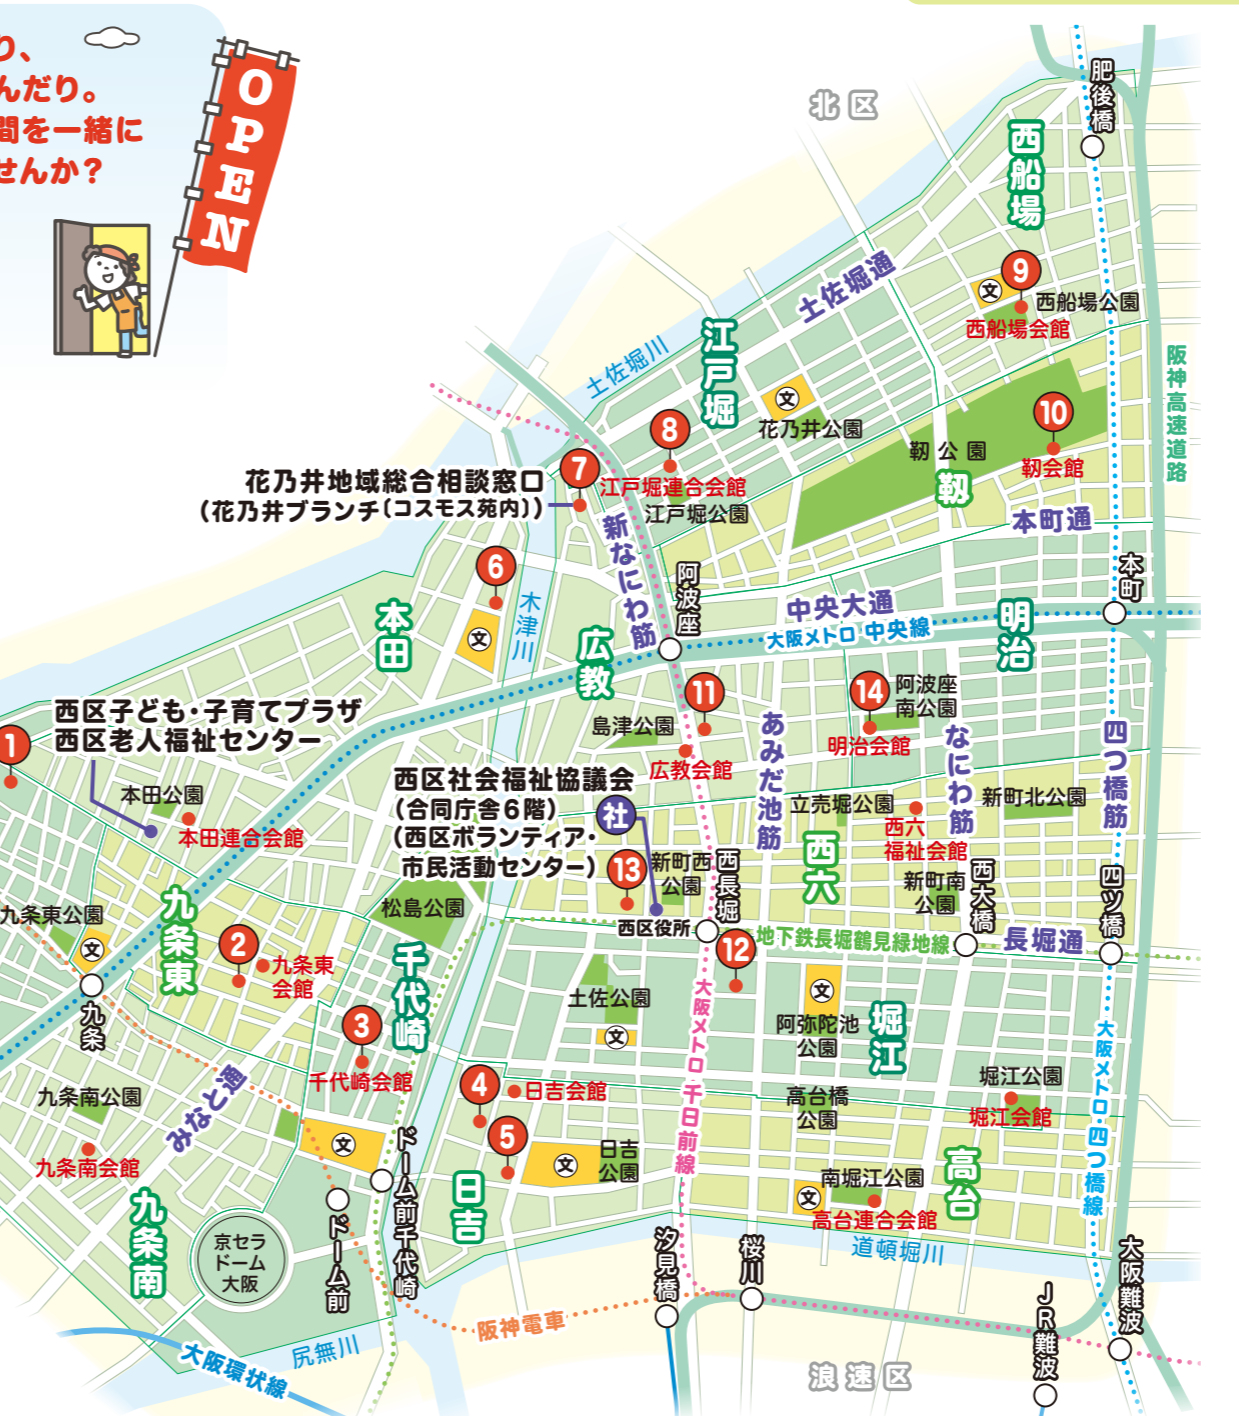 り、
んだり。
間を一緒に
せんか？
OPEN
北区
肥後橋
西船場
9
文
西船場公園
西船場会館
土佐堀通
土佐堀川
江戸堀
阪神高速道路
文
花乃井公園
8
江戸堀連合会館
江戸堀公園
10
靭公園
靭会館
靭
本町通
7
花乃井地域総合相談窓口
（花乃井ブランチ〔コスモス苑内〕）
新なにわ筋
6
文
木津川
本田
広教
阿波座
中央大通
大阪メトロ 中央線
明治
本町
西区子ども・子育てプラザ
西区老人福祉センター
1
本田公園
本田連合会館
島津公園
11
広教会館
あみだ池筋
14
阿波座
南公園
明治会館
なにわ筋
四つ橋筋
西区社会福祉協議会
（合同庁舎6階）
（西区ボランティア・
市民活動センター）
社
13
新町西
公園
西長堀
西区役所
立売堀公園
西六
福祉会館
西六
新町北公園
新町南
公園
西大橋
四ツ橋
地下鉄長堀鶴見緑地線
長堀通
松島公園
九条東公園
文
九条東
2
九条東
会館
九条
千代崎
3
千代崎会館
12
土佐公園
文
文
阿弥陀池
公園
堀江
大阪メトロ 千日前線
大阪メトロ 四つ橋線
九条南公園
みなと通
九条南会館
九条南
文
4
日吉会館
5
文
日吉
公園
日吉
高台橋
公園
堀江公園
堀江会館
高台
文
南堀江公園
高台連合会館
道頓堀川
京セラ
ドーム
大阪
ドーム前
ドーム前千代崎
汐見橋
桜川
JR難波
大阪難波
阪神電車
尻無川
大阪環状線
浪速区